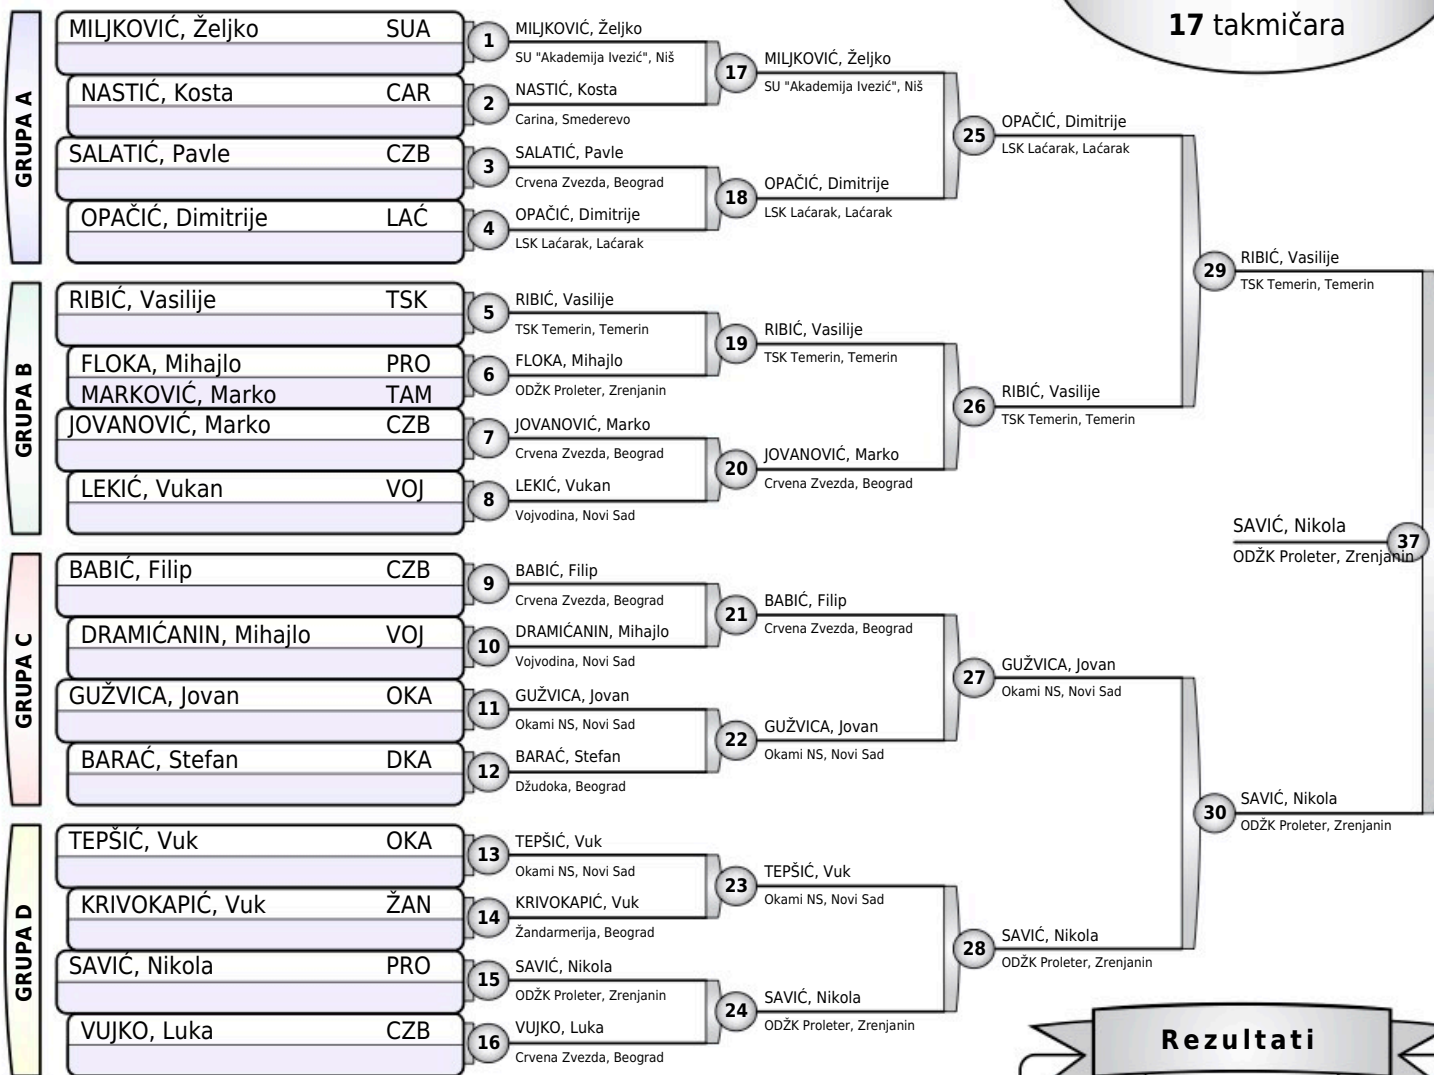 17 takmičara
GRUPA A
MILJKOVIĆ, Željko SUA
NASTIĆ, Kosta CAR
SALATIĆ, Pavle CZB
OPAČIĆ, Dimitrije LAĆ
GRUPA B
RIBIĆ, Vasilije TSK
FLOKA, Mihajlo PRO
MARKOVIĆ, Marko TAM
JOVANOVIĆ, Marko CZB
LEKIĆ, Vukan VOJ
GRUPA C
BABIĆ, Filip CZB
DRAMIĆANIN, Mihajlo VOJ
GUŽVICA, Jovan OKA
BARAĆ, Stefan DKA
GRUPA D
TEPŠIĆ, Vuk OKA
KRIVOKAPIĆ, Vuk ŽAN
SAVIĆ, Nikola PRO
VUJKO, Luka CZB
1 MILJKOVIĆ, Željko
SU "Akademija Ivezić", Niš
2 NASTIĆ, Kosta
Carina, Smederevo
3 SALATIĆ, Pavle
Crvena Zvezda, Beograd
4 OPAČIĆ, Dimitrije
LSK Laćarak, Laćarak
5 RIBIĆ, Vasilije
TSK Temerin, Temerin
6 FLOKA, Mihajlo
ODŽK Proleter, Zrenjanin
7 JOVANOVIĆ, Marko
Crvena Zvezda, Beograd
8 LEKIĆ, Vukan
Vojvodina, Novi Sad
9 BABIĆ, Filip
Crvena Zvezda, Beograd
10 DRAMIĆANIN, Mihajlo
Vojvodina, Novi Sad
11 GUŽVICA, Jovan
Okami NS, Novi Sad
12 BARAĆ, Stefan
Džudoka, Beograd
13 TEPŠIĆ, Vuk
Okami NS, Novi Sad
14 KRIVOKAPIĆ, Vuk
Žandarmerija, Beograd
15 SAVIĆ, Nikola
ODŽK Proleter, Zrenjanin
16 VUJKO, Luka
Crvena Zvezda, Beograd
17 MILJKOVIĆ, Željko
SU "Akademija Ivezić", Niš
18 OPAČIĆ, Dimitrije
LSK Laćarak, Laćarak
19 RIBIĆ, Vasilije
TSK Temerin, Temerin
20 JOVANOVIĆ, Marko
Crvena Zvezda, Beograd
21 BABIĆ, Filip
Crvena Zvezda, Beograd
22 GUŽVICA, Jovan
Okami NS, Novi Sad
23 TEPŠIĆ, Vuk
Okami NS, Novi Sad
24 SAVIĆ, Nikola
ODŽK Proleter, Zrenjanin
25 OPAČIĆ, Dimitrije
LSK Laćarak, Laćarak
26 RIBIĆ, Vasilije
TSK Temerin, Temerin
27 GUŽVICA, Jovan
Okami NS, Novi Sad
28 SAVIĆ, Nikola
ODŽK Proleter, Zrenjanin
29 RIBIĆ, Vasilije
TSK Temerin, Temerin
30 SAVIĆ, Nikola
ODŽK Proleter, Zrenjanin
SAVIĆ, Nikola 37
ODŽK Proleter, Zrenjanin
Rezultati